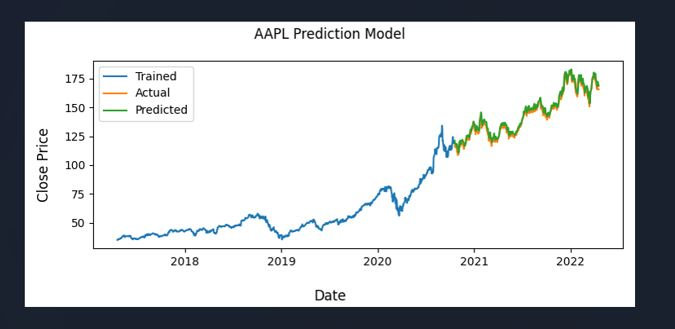 AAPL Prediction Model
Trained
Actual
Predicted
Close Price
175
150
125
100
75
50
2018 2019 2020 2021 2022
Date